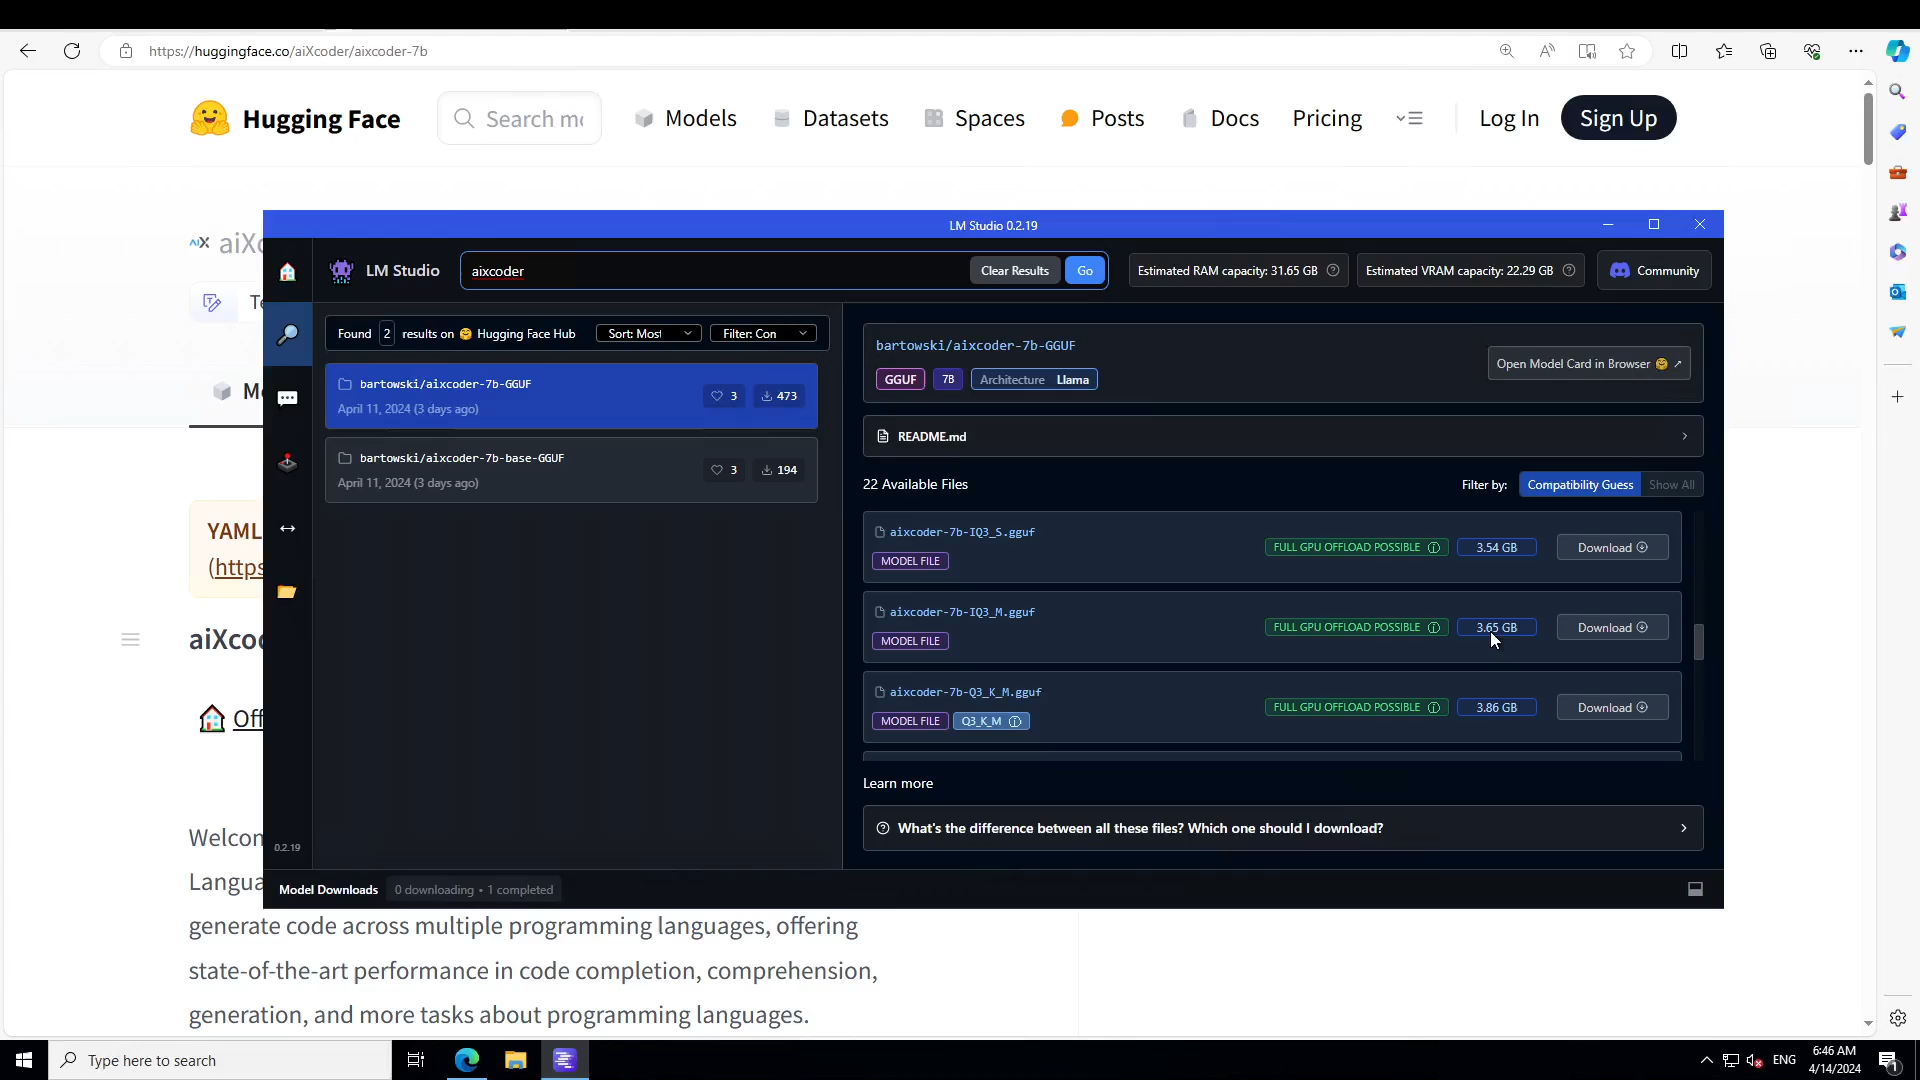 https://huggingface.co/aiXcoder/aixcoder-7b
Hugging Face
Search mo
Models
Datasets
Spaces
Posts
Docs
Pricing
Log In
Sign Up
LM Studio 0.2.19
LM Studio
aixcoder
Clear Results
Go
Estimated RAM capacity: 31.65 GB
Estimated VRAM capacity: 22.29 GB
Community
Found 2 results on 🤗 Hugging Face Hub
Sort: Most
Filter: Con
bartowski/aixcoder-7b-GGUF
April 11, 2024 (3 days ago)
3
473
bartowski/aixcoder-7b-base-GGUF
April 11, 2024 (3 days ago)
3
194
bartowski/aixcoder-7b-GGUF
GGUF
7B
Architecture Llama
Open Model Card in Browser 🤗 ↗
README.md
22 Available Files
Filter by:
Compatibility Guess
Show All
aixcoder-7b-IQ3_S.gguf
MODEL FILE
FULL GPU OFFLOAD POSSIBLE
3.54 GB
Download
aixcoder-7b-IQ3_M.gguf
MODEL FILE
FULL GPU OFFLOAD POSSIBLE
3.65 GB
Download
aixcoder-7b-Q3_K_M.gguf
MODEL FILE
Q3_K_M
FULL GPU OFFLOAD POSSIBLE
3.86 GB
Download
Learn more
What's the difference between all these files? Which one should I download?
0.2.19
Model Downloads
0 downloading • 1 completed
aiXc
Te
Mo
YAML
(https
aiXcod
Off
Welcom
Langua
generate code across multiple programming languages, offering
state-of-the-art performance in code completion, comprehension,
generation, and more tasks about programming languages.
Type here to search
ENG
6:46 AM
4/14/2024
1